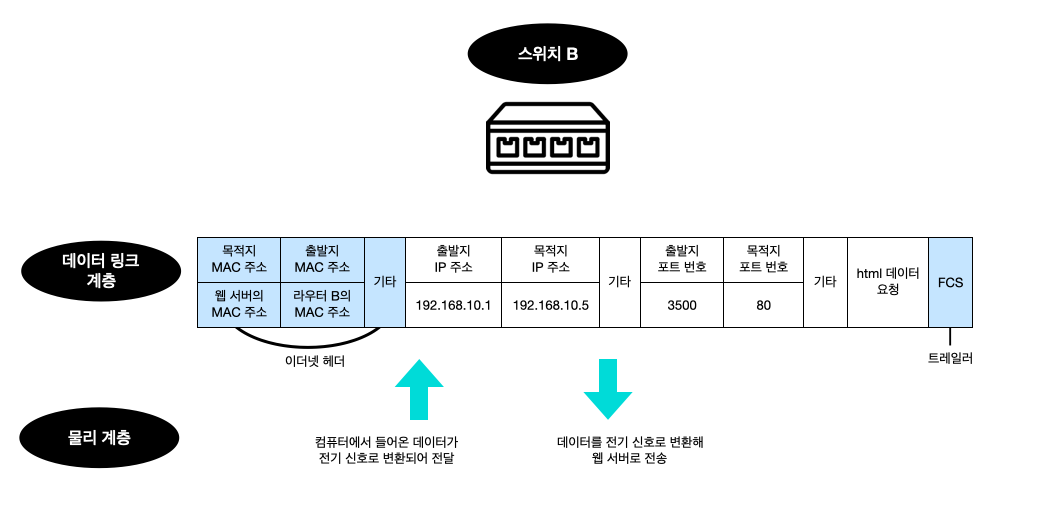 스위치 B
데이터 링크
계층
목적지
MAC 주소
출발지
MAC 주소
기타
출발지
IP 주소
목적지
IP 주소
기타
출발지
포트 번호
목적지
포트 번호
기타
html 데이터
요청
FCS
웹 서버의
MAC 주소
라우터 B의
MAC 주소
192.168.10.1
192.168.10.5
3500
80
이더넷 헤더
트레일러
물리 계층
컴퓨터에서 들어온 데이터가
전기 신호로 변환되어 전달
데이터를 전기 신호로 변환해
웹 서버로 전송